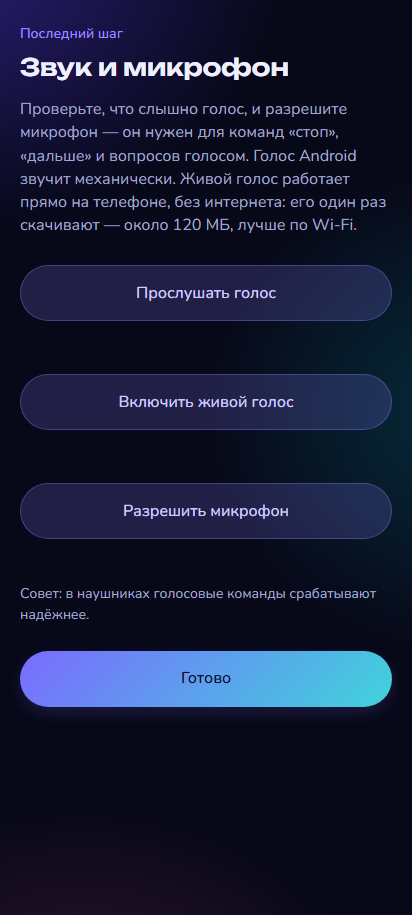 Последний шаг
Звук и микрофон
Проверьте, что слышно голос, и разрешите
микрофон — он нужен для команд «стоп»,
«дальше» и вопросов голосом. Голос Android
звучит механически. Живой голос работает
прямо на телефоне, без интернета: его один раз
скачивают — около 120 МБ, лучше по Wi-Fi.
Прослушать голос
Включить живой голос
Разрешить микрофон
Совет: в наушниках голосовые команды срабатывают
надёжнее.
Готово